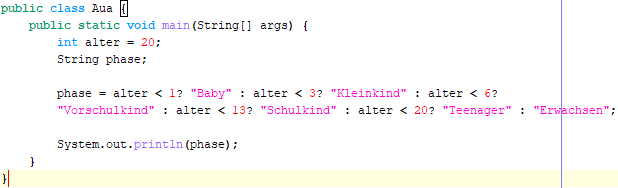 public class Aua {
public static void main(String[] args) {
int alter = 20;
String phase;
phase = alter < 1? "Baby" : alter < 3? "Kleinkind" : alter < 6?
"Vorschulkind" : alter < 13? "Schulkind" : alter < 20? "Teenager" : "Erwachsen";
System.out.println(phase);
}
}